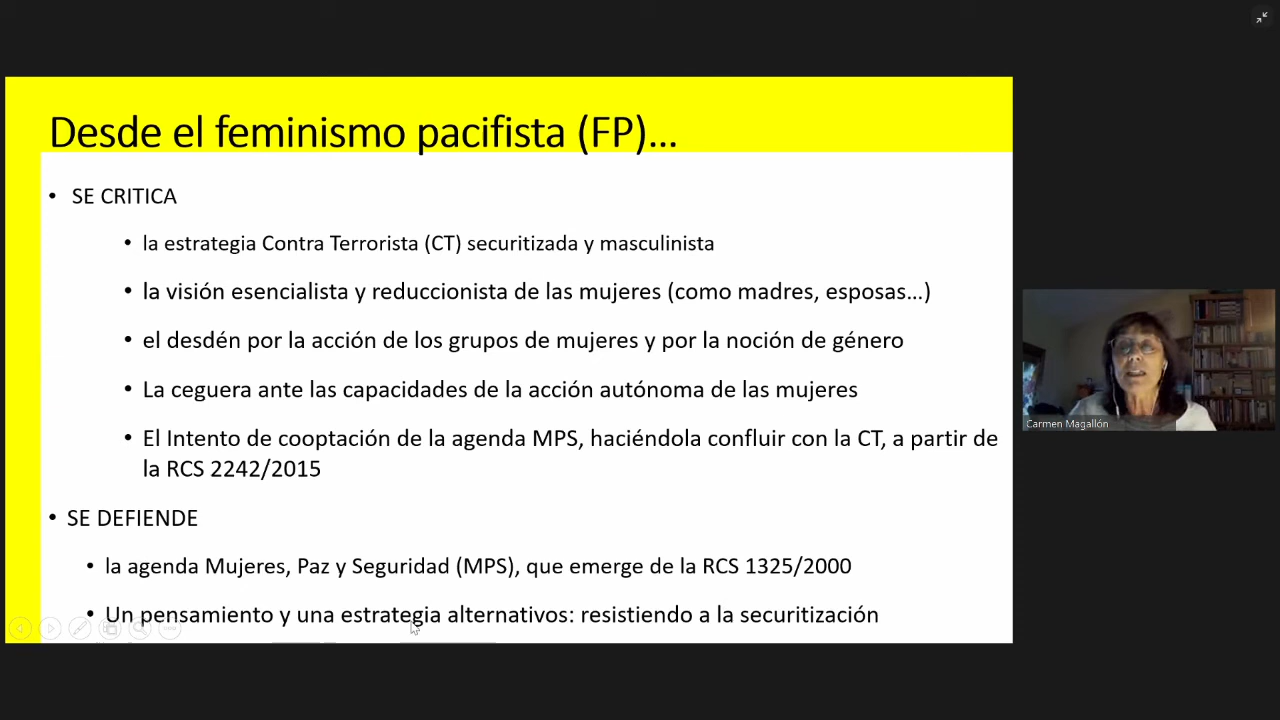 Desde el feminismo pacifista (FP)...
• SE CRITICA
• la estrategia Contra Terrorista (CT) securitizada y masculinista
• la visión esencialista y reduccionista de las mujeres (como madres, esposas...)
• el desdén por la acción de los grupos de mujeres y por la noción de género
• La ceguera ante las capacidades de la acción autónoma de las mujeres
• El Intento de cooptación de la agenda MPS, haciéndola confluir con la CT, a partir de
la RCS 2242/2015
• SE DEFIENDE
• la agenda Mujeres, Paz y Seguridad (MPS), que emerge de la RCS 1325/2000
• Un pensamiento y una estrategia alternativos: resistiendo a la securitización
Carmen Magallón